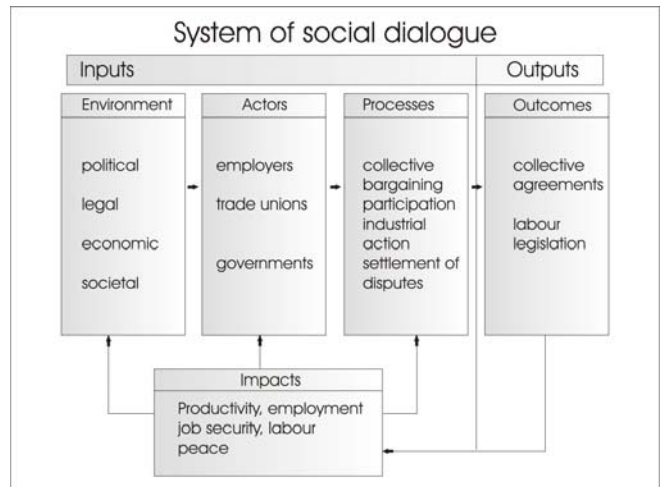 System of social dialogue
Inputs
Outputs
Environment
political
legal
economic
societal
Actors
employers
trade unions
governments
Processes
collective
bargaining
participation
industrial
action
settlement of
disputes
Outcomes
collective
agreements
labour
legislation
Impacts
Productivity, employment
job security, labour
peace